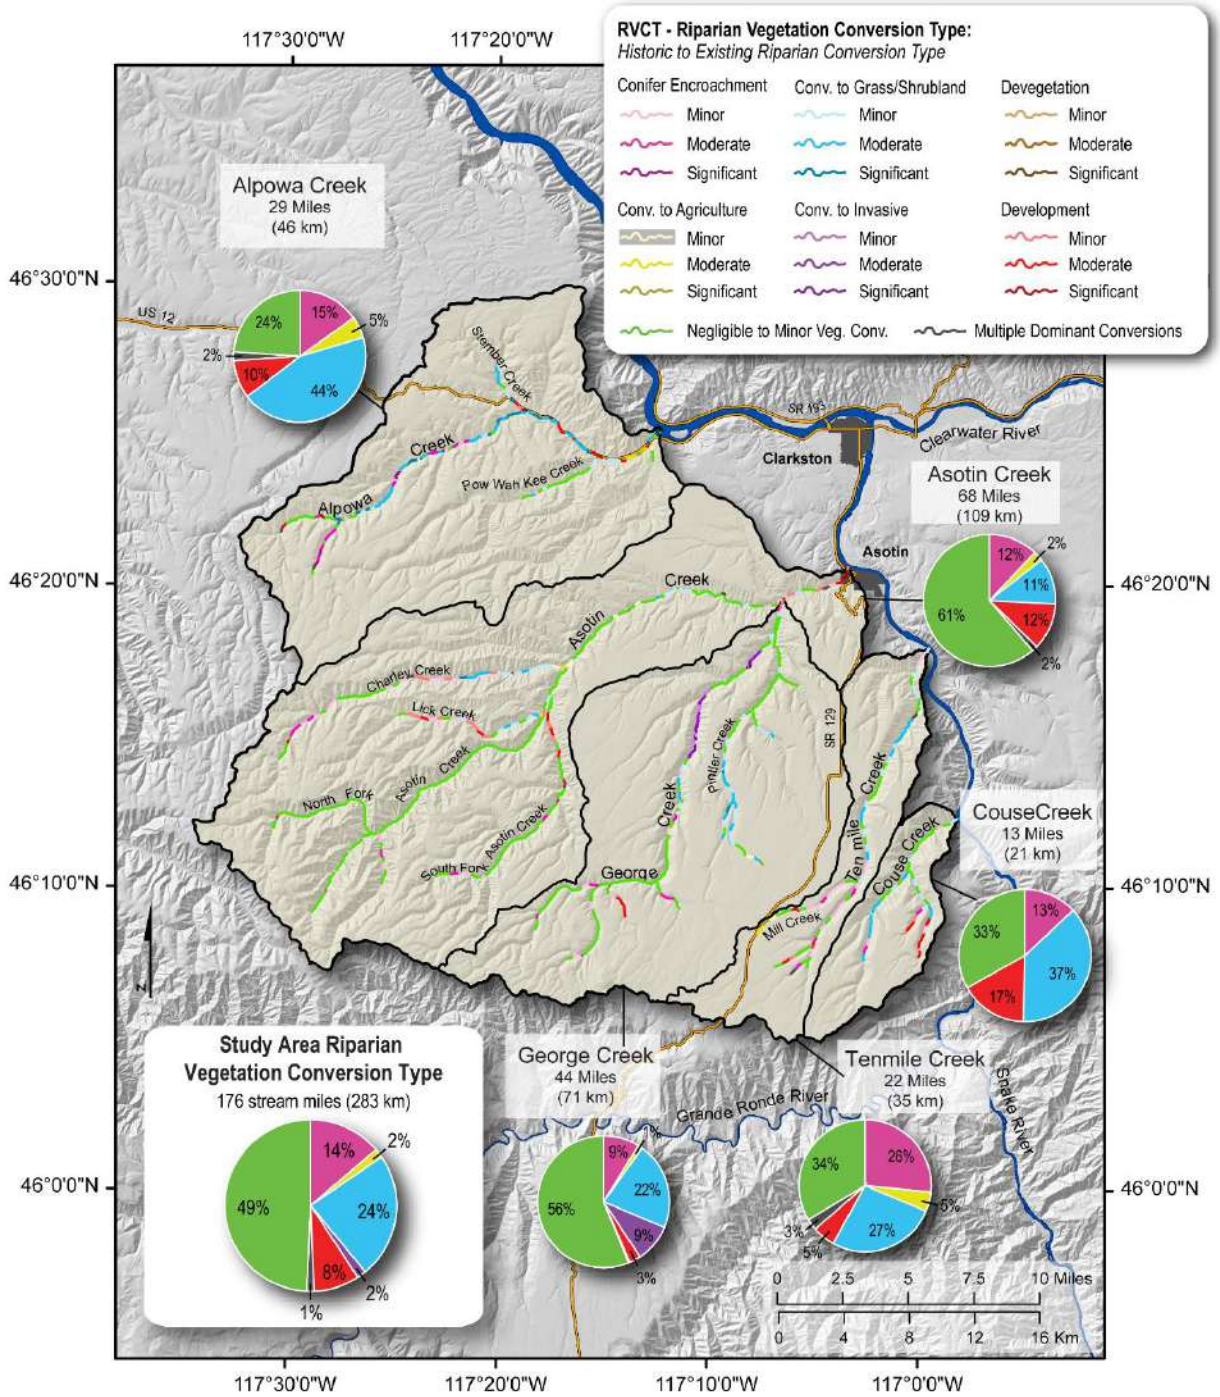 RVCT - Riparian Vegetation Conversion Type:
Historic to Existing Riparian Conversion Type
Conifer Encroachment
Minor
Moderate
Significant
Conv. to Grass/Shrubland
Minor
Moderate
Significant
Devegetation
Minor
Moderate
Significant
Conv. to Agriculture
Minor
Moderate
Significant
Conv. to Invasive
Minor
Moderate
Significant
Development
Minor
Moderate
Significant
Negligible to Minor Veg. Conv.
Multiple Dominant Conversions
117°30'0"W
117°20'0"W
46°30'0"N
46°20'0"N
46°10'0"N
46°0'0"N
46°20'0"N
46°10'0"N
46°0'0"N
117°30'0"W
117°20'0"W
117°10'0"W
117°0'0"W
Alpowa Creek
29 Miles
(46 km)
24%
15%
5%
2%
10%
44%
US 12
Stember Creek
Alpowa
Creek
Pow Wah Kee Creek
SR 193
Clearwater River
Clarkston
Asotin Creek
68 Miles
(109 km)
12%
2%
11%
12%
2%
61%
Asotin
Asotin
Creek
Charley Creek
Lick Creek
North Fork
Asotin
Creek
South Fork
Asotin Creek
George
Creek
Pintler Creek
SR 129
Ten mile
Creek
Mill Creek
Couse Creek
CouseCreek
13 Miles
(21 km)
33%
13%
37%
17%
N
Study Area Riparian
Vegetation Conversion Type
176 stream miles (283 km)
49%
14%
2%
24%
2%
8%
1%
George Creek
44 Miles
(71 km)
56%
9%
22%
9%
3%
Grande Ronde River
Tenmile Creek
22 Miles
(35 km)
34%
26%
5%
27%
5%
3%
Snake River
0 2.5 5 7.5 10 Miles
0 4 8 12 16 Km